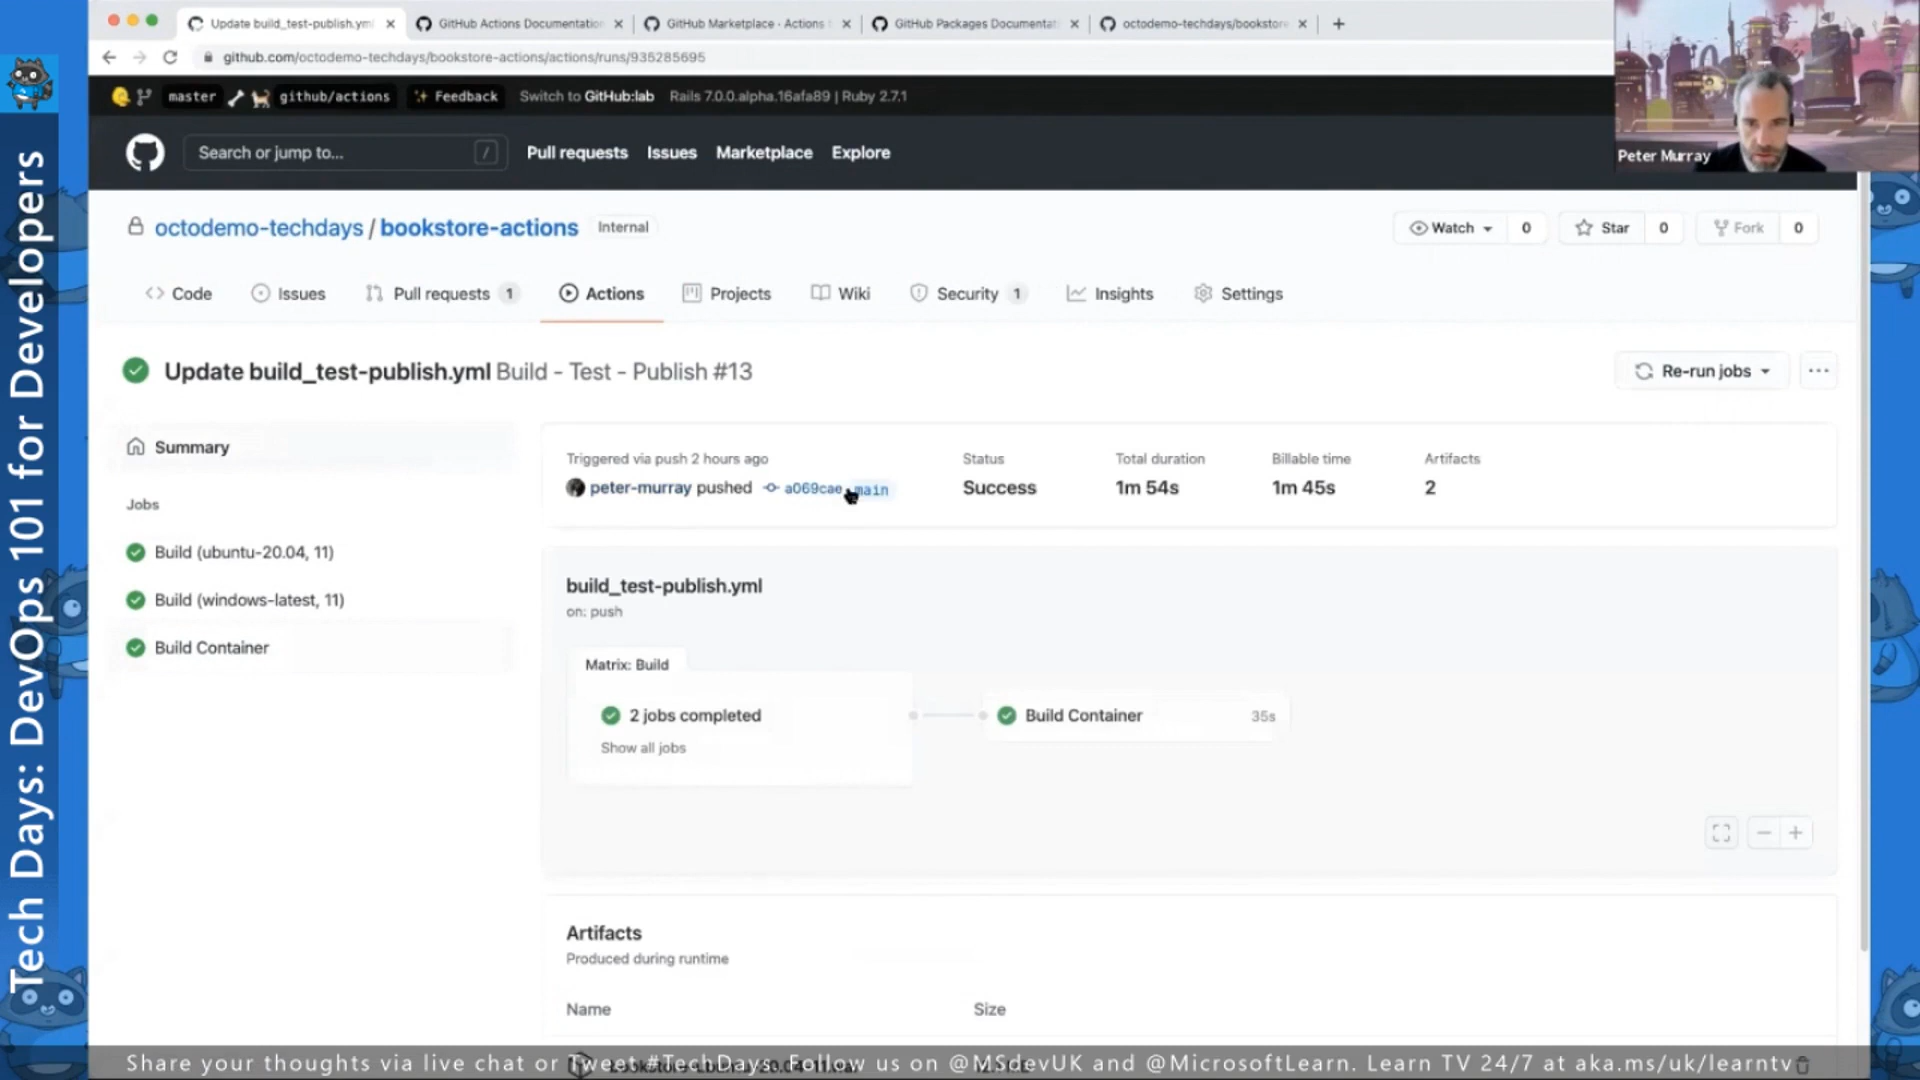 Update build_test-publish.yml
GitHub Actions Documentation
GitHub Marketplace · Actions
GitHub Packages Documentat
octodemo-techdays/bookstore
github.com/octodemo-techdays/bookstore-actions/actions/runs/935285695
master github/actions Feedback Switch to GitHub:lab Rails 7.0.0.alpha.16afa89 | Ruby 2.7.1
Search or jump to... /
Pull requests Issues Marketplace Explore
Peter Murray
octodemo-techdays / bookstore-actions Internal
Watch 0 Star 0 Fork 0
Code Issues Pull requests 1 Actions Projects Wiki Security 1 Insights Settings
Update build_test-publish.yml Build - Test - Publish #13
Re-run jobs
Summary
Jobs
Build (ubuntu-20.04, 11)
Build (windows-latest, 11)
Build Container
Triggered via push 2 hours ago
peter-murray pushed a069cae main
Status
Success
Total duration
1m 54s
Billable time
1m 45s
Artifacts
2
build_test-publish.yml
on: push
Matrix: Build
2 jobs completed
Show all jobs
Build Container 35s
Artifacts
Produced during runtime
Name Size
Tech Days: DevOps 101 for Developers
Share your thoughts via live chat or Tweet #TechDays. Follow us on @MSdevUK and @MicrosoftLearn. Learn TV 24/7 at aka.ms/uk/learntv